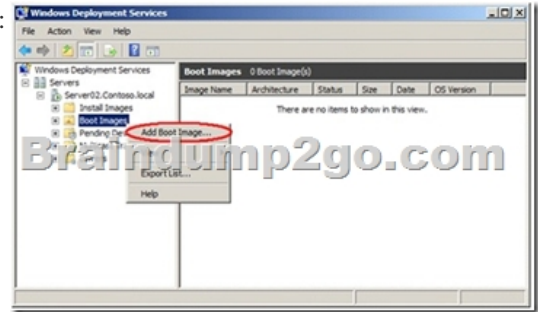 :
Windows Deployment Services
File Action View Help
Windows Deployment Services
Servers
Server02.Contoso.local
Install Images
Boot Images
Pending De
Boot Images 0 Boot Image(s)
Image Name Architecture Status Size Date OS Version
There are no items to show in this view.
Add Boot Image...
Export List...
Help
Braindump2go.com